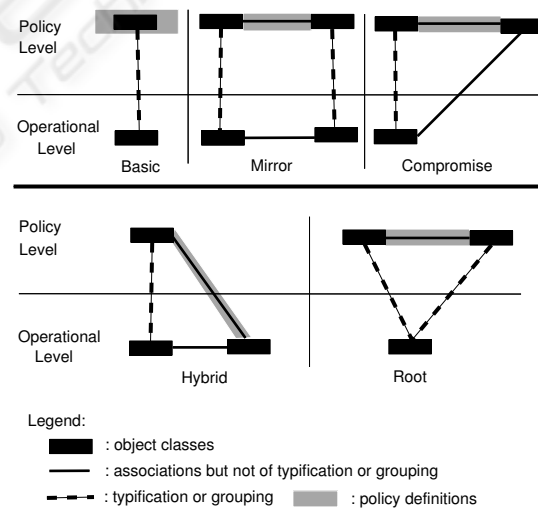 Policy
Level
Operational
Level
Basic
Mirror
Compromise
Policy
Level
Operational
Level
Hybrid
Root
Legend:
: object classes
: associations but not of typification or grouping
: typification or grouping
: policy definitions